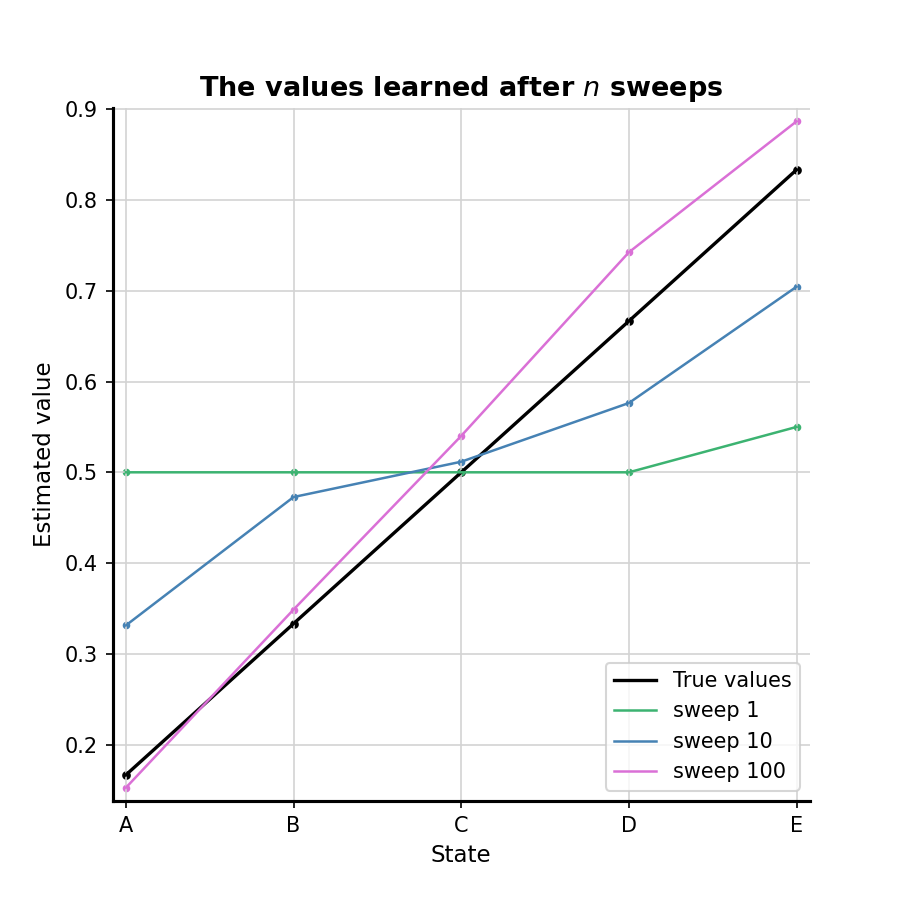 The values learned after n sweeps
0.9
0.8
0.7
0.6
0.5
0.4
0.3
0.2
Estimated value
A B C D E
State
True values
sweep 1
sweep 10
sweep 100